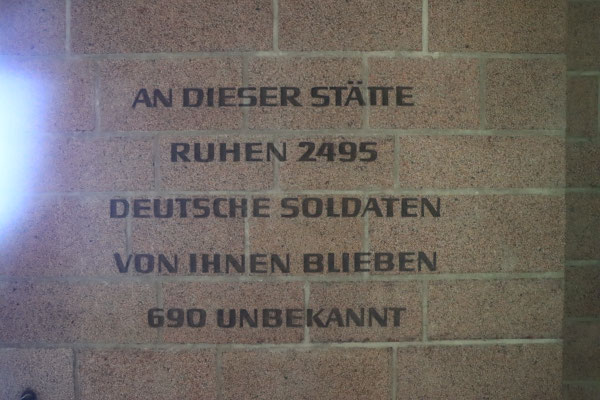 AN DIESER STÄTTE
RUHEN 2495
DEUTSCHE SOLDATEN
VON IHNEN BLIEBEN
690 UNBEKANNT